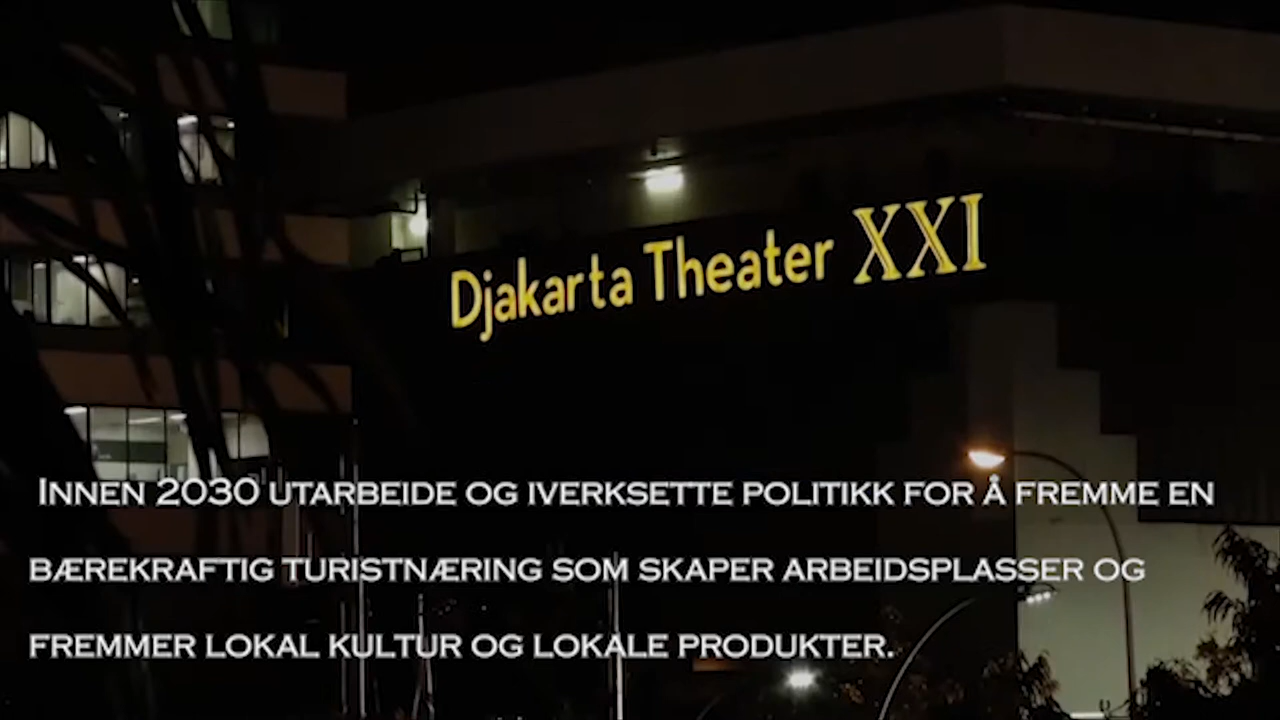 Djakarta Theater XXI
INNEN 2030 UTARBEIDE OG IVERKSETTE POLITIKK FOR Å FREMME EN
BÆREKRAFTIG TURISTNÆRING SOM SKAPER ARBEIDSPLASSER OG
FREMMER LOKAL KULTUR OG LOKALE PRODUKTER.